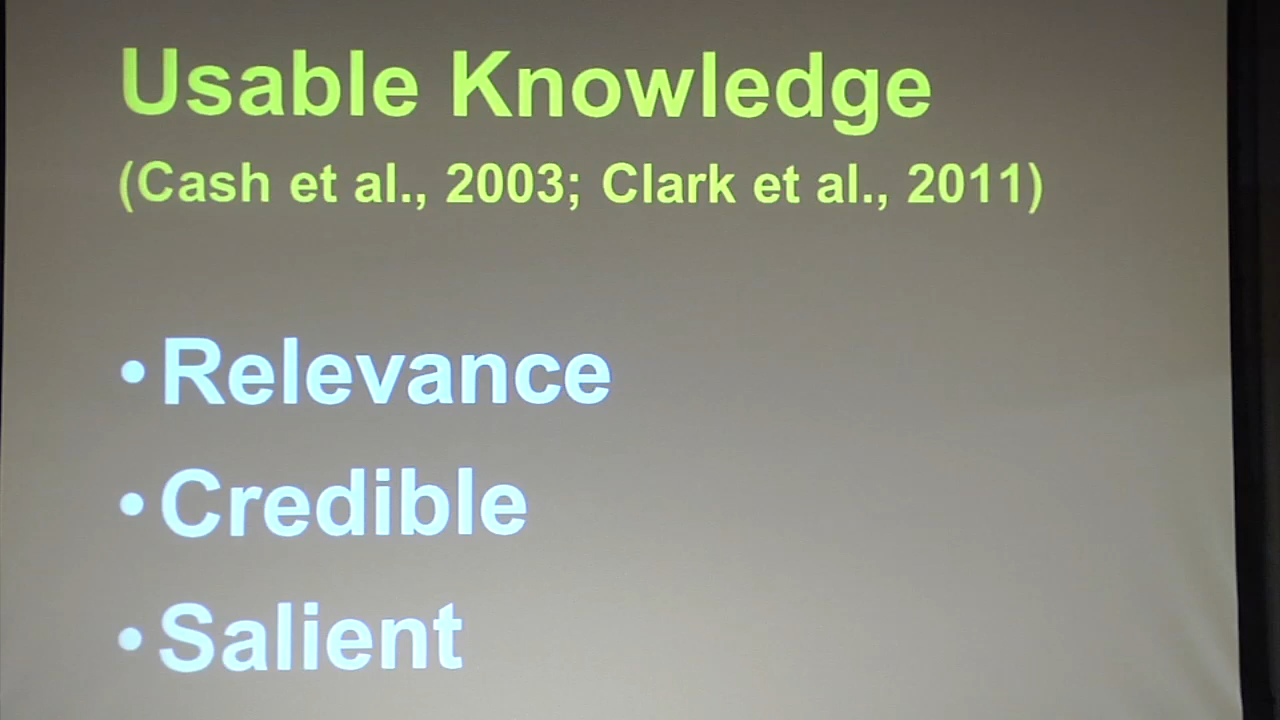 Usable Knowledge
(Cash et al., 2003; Clark et al., 2011)
• Relevance
• Credible
• Salient